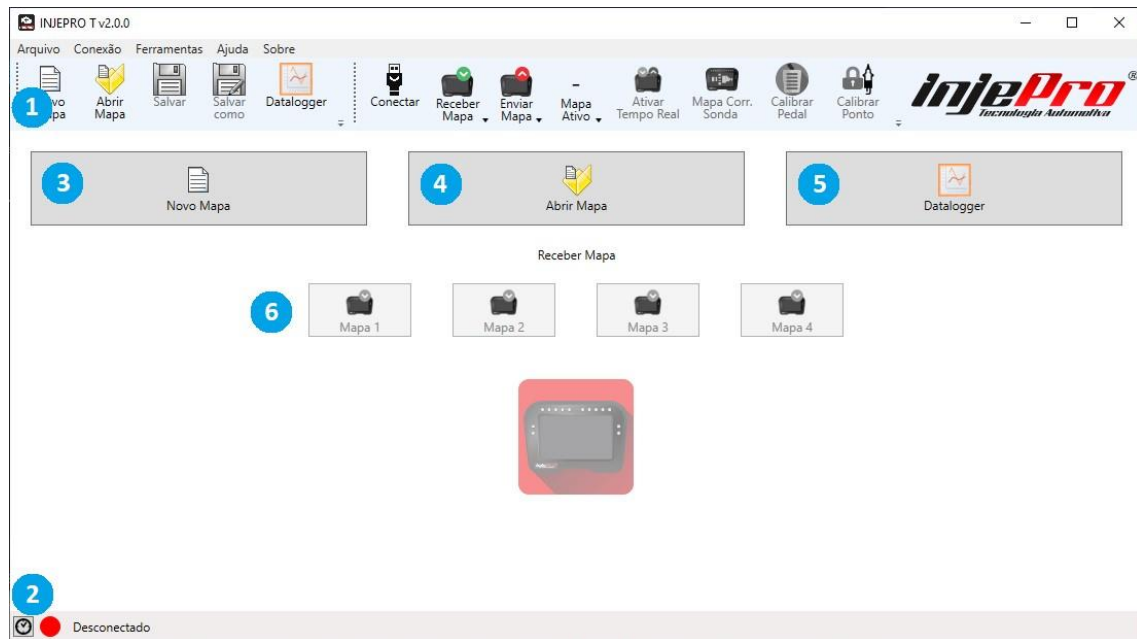 INJEPRO T v2.0.0
Arquivo Conexão Ferramentas Ajuda Sobre
1
Abrir Mapa
Salvar
Salvar como
Datalogger
Conectar
Receber Mapa
Enviar Mapa
-
Mapa Ativo
Ativar Tempo Real
Mapa Corr. Sonda
Calibrar Pedal
Calibrar Ponto
InjePro®
Tecnologia Automotiva
3
Novo Mapa
4
Abrir Mapa
5
Datalogger
Receber Mapa
6
Mapa 1
Mapa 2
Mapa 3
Mapa 4
2
Desconectado